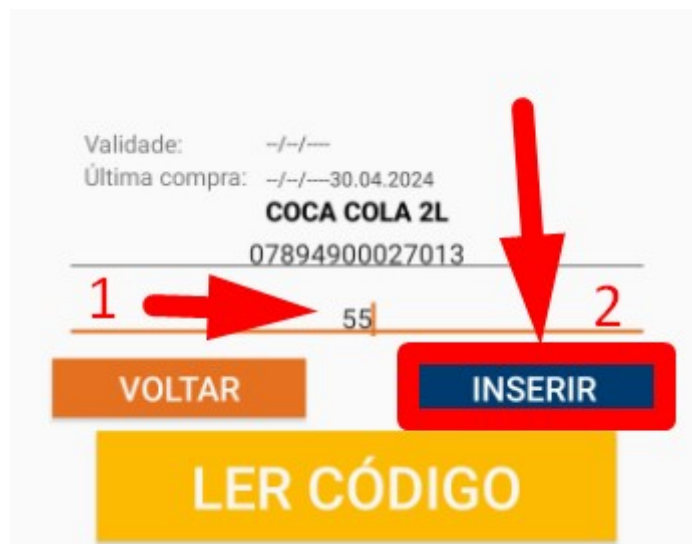 Validade: --/--/----
Última compra: --/--/----30.04.2024
COCA COLA 2L
07894900027013
1 55 2
VOLTAR INSERIR
LER CÓDIGO